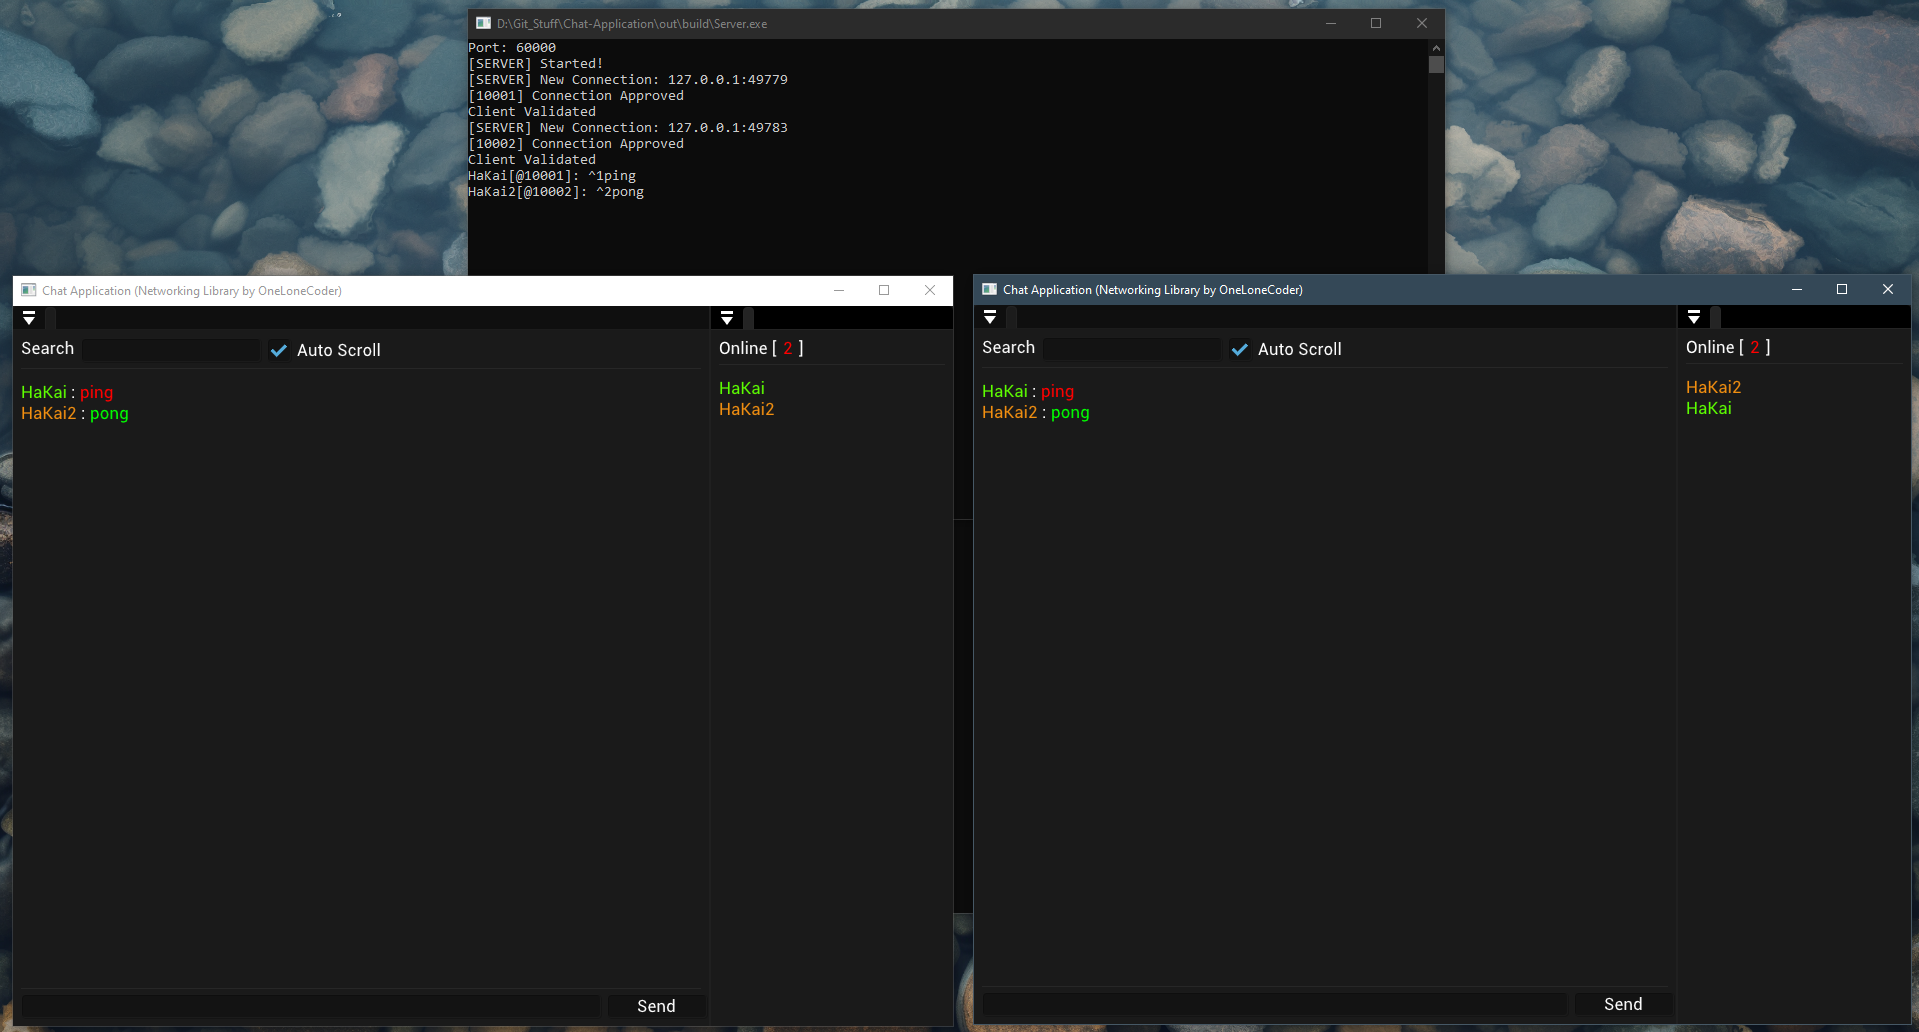 D:\Git_Stuff\Chat-Application\out\build\Server.exe
Port: 60000
[SERVER] Started!
[SERVER] New Connection: 127.0.0.1:49779
[10001] Connection Approved
Client Validated
[SERVER] New Connection: 127.0.0.1:49783
[10002] Connection Approved
Client Validated
HaKai[@10001]: ^1ping
HaKai2[@10002]: ^2pong
Chat Application (Networking Library by OneLoneCoder)
Search
Auto Scroll
Online [ 2 ]
HaKai : ping
HaKai2 : pong
HaKai
HaKai2
Send
Chat Application (Networking Library by OneLoneCoder)
Search
Auto Scroll
Online [ 2 ]
HaKai : ping
HaKai2 : pong
HaKai2
HaKai
Send